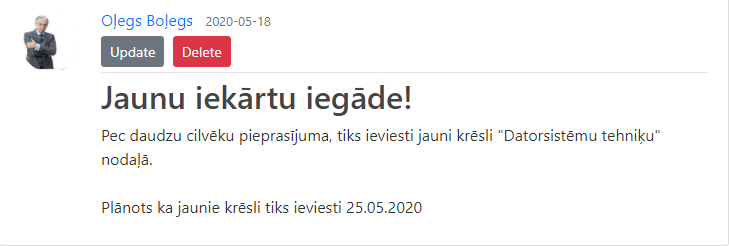 Oļegs Boļegs 2020-05-18
Update Delete
Jaunu iekārtu iegāde!
Pec daudzu cilvēku pieprasījuma, tiks ieviesti jauni krēsli "Datorsistēmu tehniķu"
nodaļā.
Plānots ka jaunie krēsli tiks ieviesti 25.05.2020